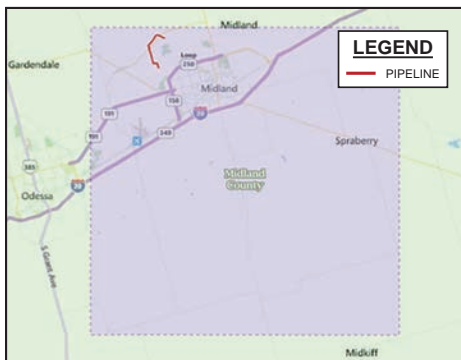 Midland
LEGEND
PIPELINE
Gardendale
Loop
250
Midland
191
158
20
349
Spraberry
191
385
20
Odessa
Midland
County
S Grant Ave
Midkiff